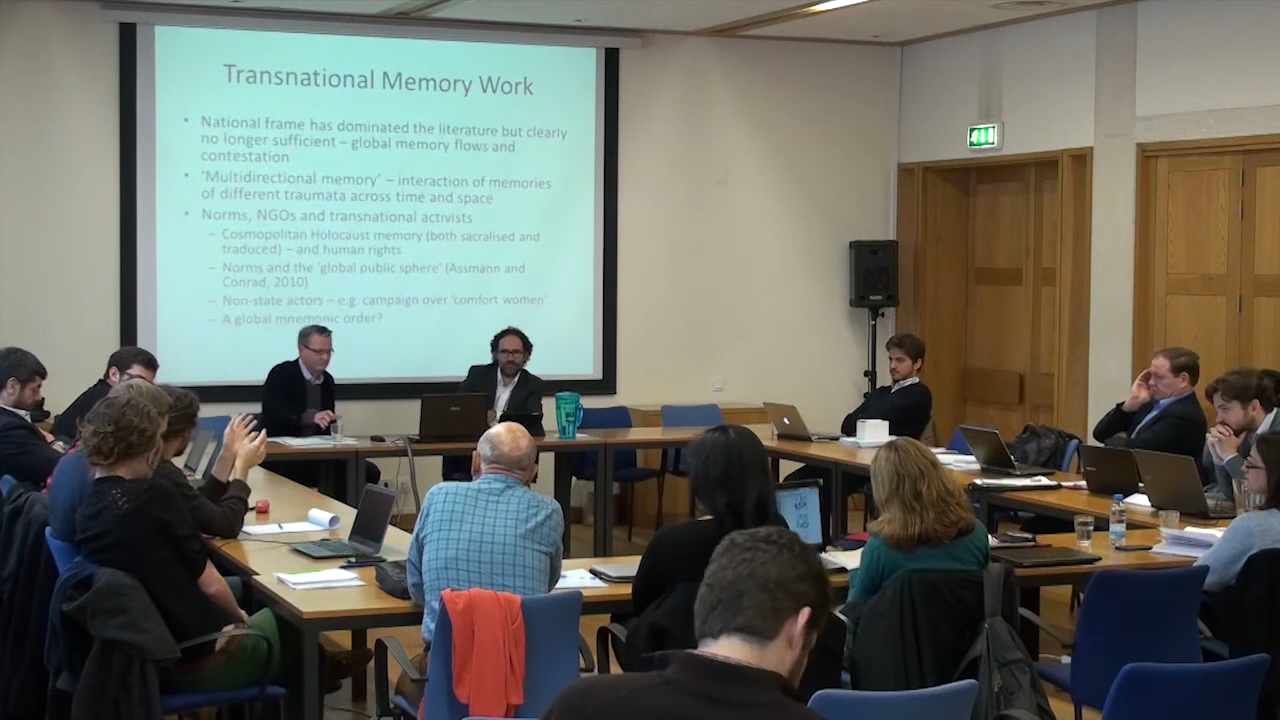 Transnational Memory Work
• National frame has dominated the literature but clearly
no longer sufficient – global memory flows and
contestation
• 'Multidirectional memory' – interaction of memories
of different traumata across time and space
• Norms, NGOs and transnational activists
– Cosmopolitan Holocaust memory (both sacralised and
traduced) – and human rights
– Norms and the 'global public sphere' (Assmann and
Conrad, 2010)
– Non-state actors – e.g. campaign over 'comfort women'
– A global mnemonic order?